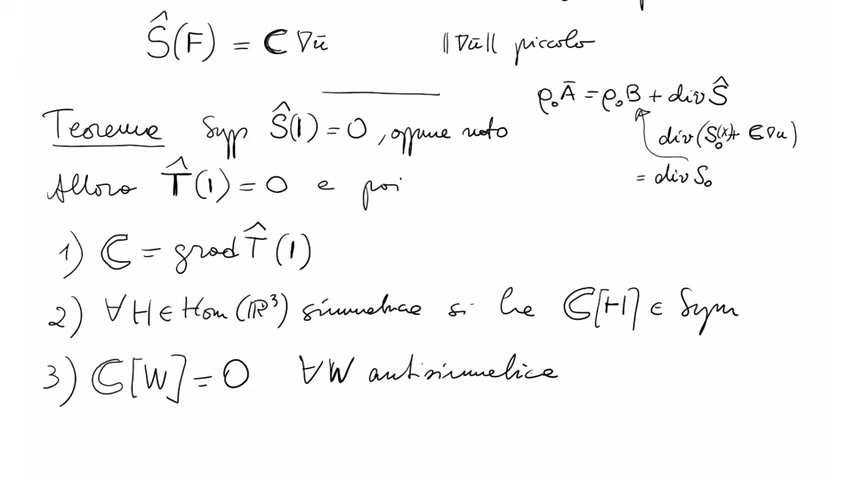 Ŝ(F) = ℂ∇ū   ‖∇ū‖ piccolo
ρ₀Ā = ρ₀B + div Ŝ
div(S₀(x) + ℂ∇u)
= div S₀
Teorema Supp Ŝ(1) = 0, oppure noto
Allora T̂(1) = 0 e poi
1) ℂ = grad T̂(1)
2) ∀H ∈ Hom(ℝ³) simmetrica si ha ℂ[H] ∈ Sym
3) ℂ[W] = 0 ∀W antisimmetrica